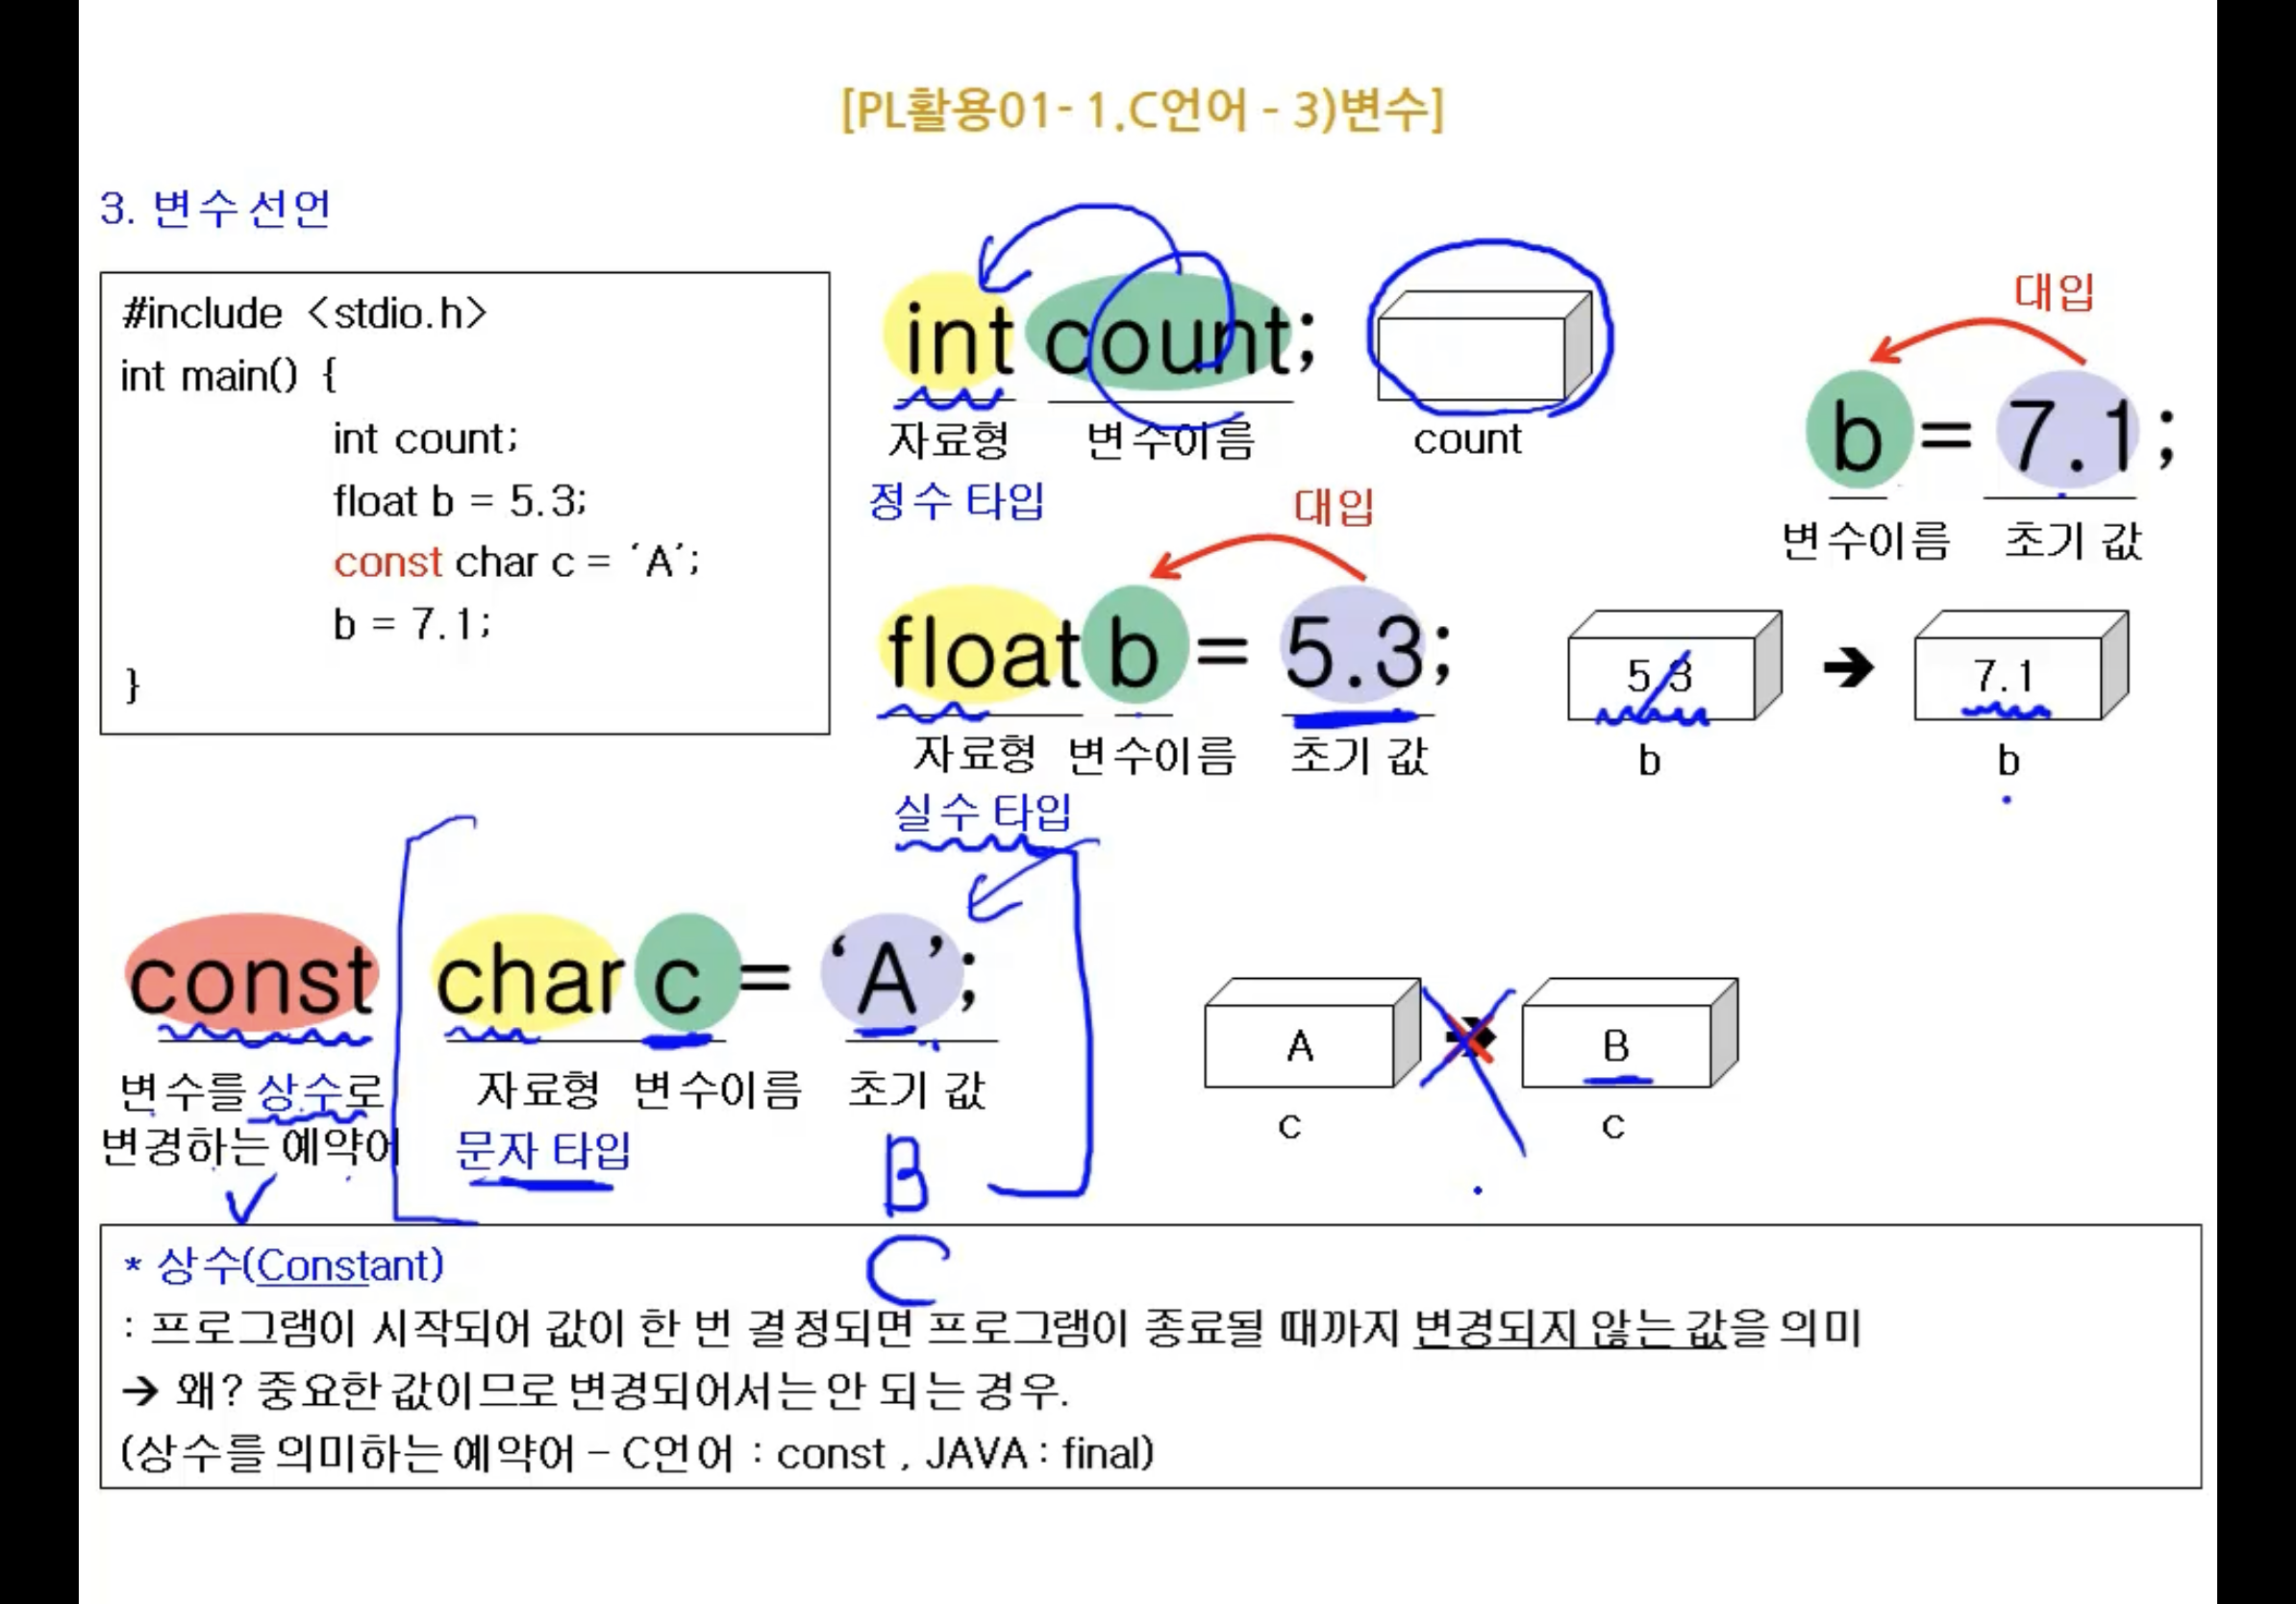 [PL활용01- 1.C언어 - 3)변수]
3. 변수 선언
#include <stdio.h>
int main() {
int count;
float b = 5.3;
const char c = ‘A’;
b = 7.1;
}
int count;
자료형 변수이름
정수 타입
count
대입
b = 7.1;
변수이름 초기 값
대입
float b = 5.3;
자료형 변수이름 초기 값
실수 타입
5.3 ➔ 7.1
b b
const char c = ‘A’;
변수를 상수로
변경하는 예약어
자료형 변수이름 초기 값
문자 타입
B
C
A ➔ B
c c
* 상수(Constant)
: 프로그램이 시작되어 값이 한 번 결정되면 프로그램이 종료될 때까지 변경되지 않는 값을 의미
➔ 왜? 중요한 값이므로 변경되어서는 안 되는 경우.
(상수를 의미하는 예약어 – C언어 : const , JAVA : final)